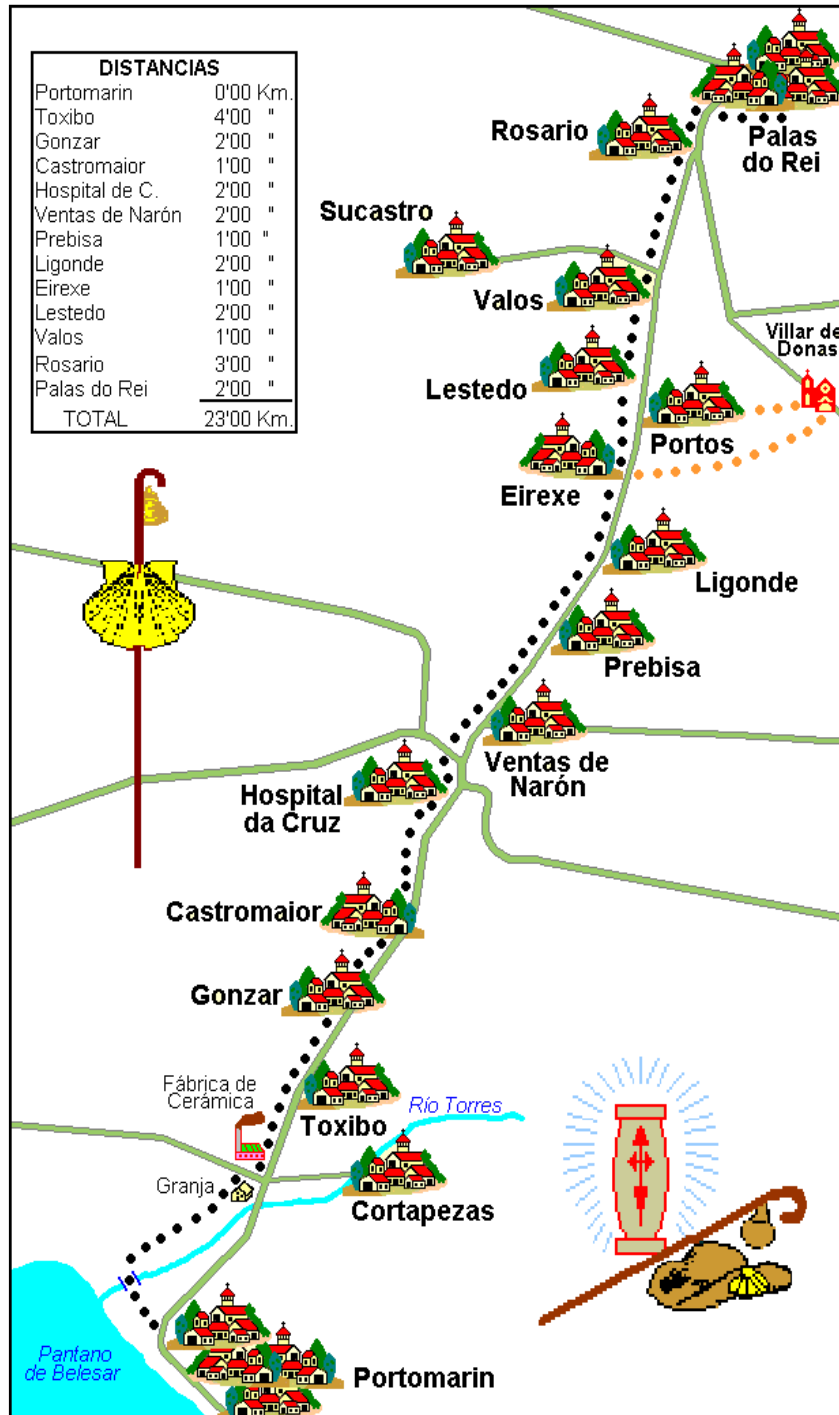 DISTANCIAS
Portomarin 0'00 Km.
Toxibo 4'00 "
Gonzar 2'00 "
Castromaior 1'00 "
Hospital de C. 2'00 "
Ventas de Narón 2'00 "
Prebisa 1'00 "
Ligonde 2'00 "
Eirexe 1'00 "
Lestedo 2'00 "
Valos 1'00 "
Rosario 3'00 "
Palas do Rei 2'00 "
TOTAL 23'00 Km.
Rosario
Palas
do Rei
Sucastro
Valos
Villar de
Donas
Lestedo
Portos
Eirexe
Ligonde
Prebisa
Ventas de
Narón
Hospital
da Cruz
Castromaior
Gonzar
Fábrica de
Cerámica
Toxibo
Río Torres
Granja
Cortapezas
Pantano
de Belesar
Portomarin